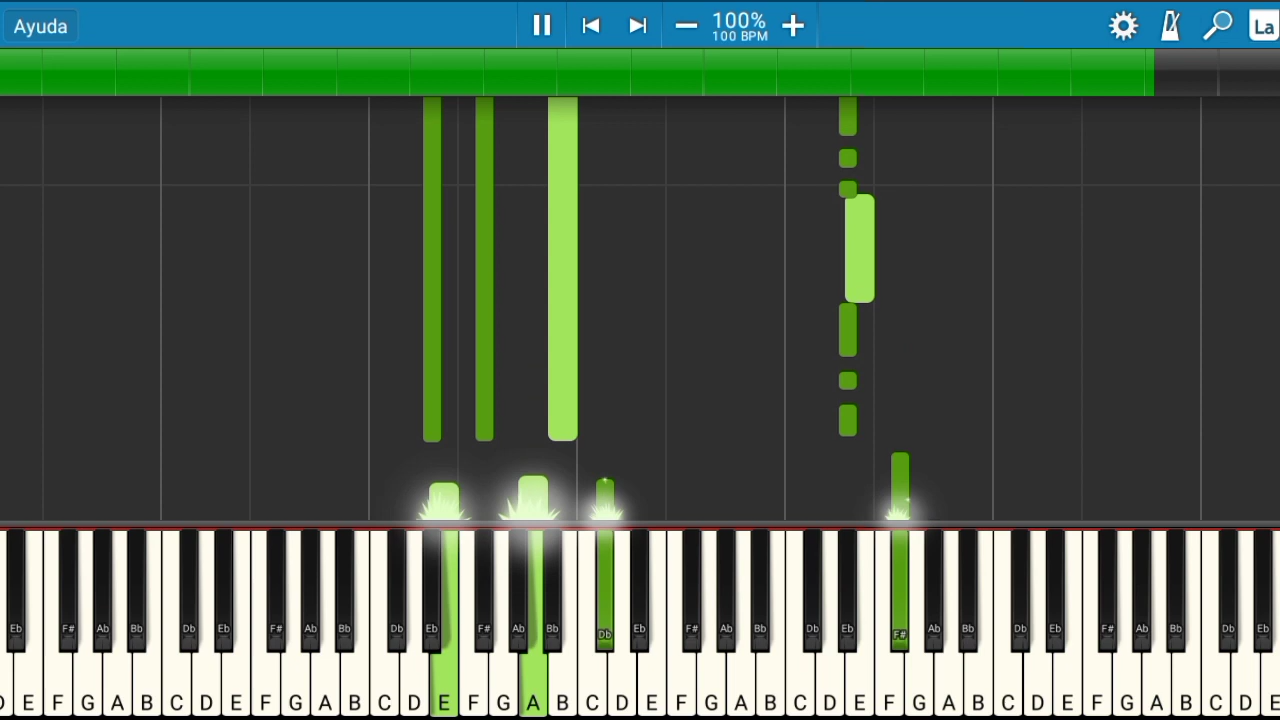 Ayuda
100%
100 BPM
La
Eb F# Ab Bb Db Eb F# Ab Bb Db Eb F# Ab Bb Db Eb F# Ab Bb Db Eb F# Ab Bb Db Eb F# Ab Bb Db Eb
D E F G A B C D E F G A B C D E F G A B C D E F G A B C D E F G A B C D E F G A B C D E